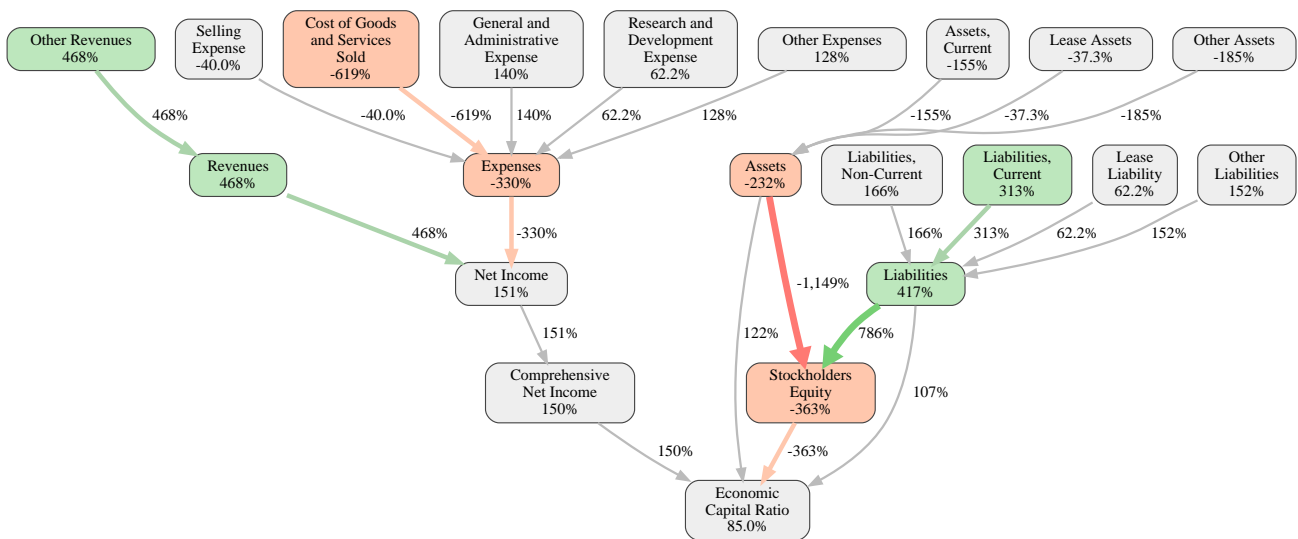 Other Revenues
468%
Selling
Expense
-40.0%
Cost of Goods
and Services
Sold
-619%
General and
Administrative
Expense
140%
Research and
Development
Expense
62.2%
Other Expenses
128%
Assets,
Current
-155%
Lease Assets
-37.3%
Other Assets
-185%
468%
-40.0%
-619%
140%
62.2%
128%
-155%
-37.3%
-185%
Revenues
468%
Expenses
-330%
Assets
-232%
Liabilities,
Non-Current
166%
Liabilities,
Current
313%
Lease
Liability
62.2%
Other
Liabilities
152%
468%
-330%
166%
313%
62.2%
152%
Net Income
151%
Liabilities
417%
-1,149%
151%
122%
786%
Comprehensive
Net Income
150%
Stockholders
Equity
-363%
107%
150%
-363%
Economic
Capital Ratio
85.0%